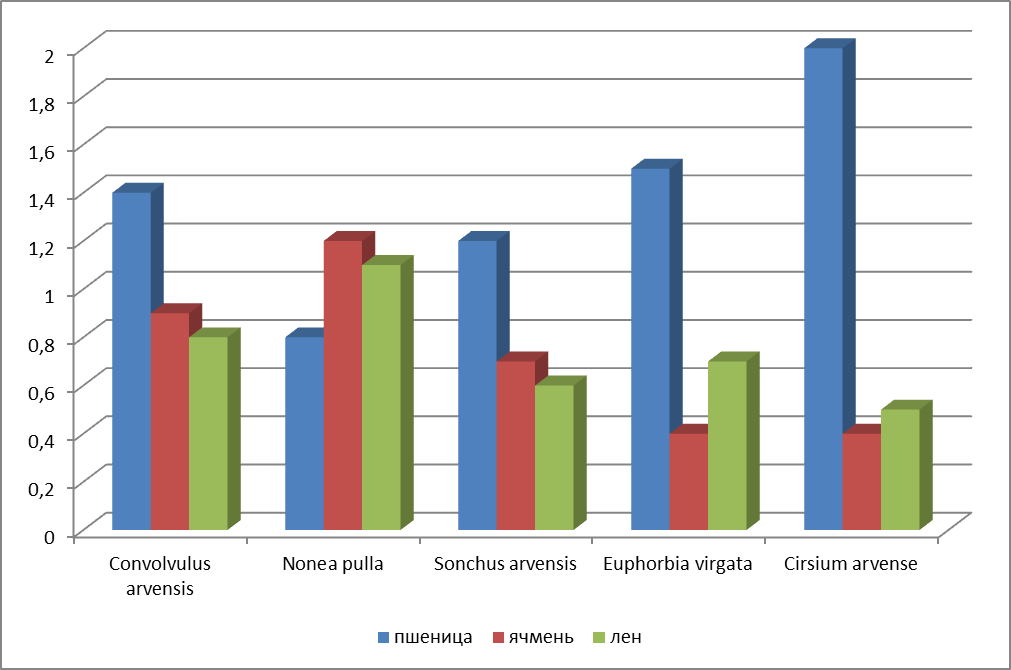 2
1,8
1,6
1,4
1,2
1
0,8
0,6
0,4
0,2
0
Convolvulus arvensis
Nonea pulla
Sonchus arvensis
Euphorbia virgata
Cirsium arvense
пшеница
ячмень
лен